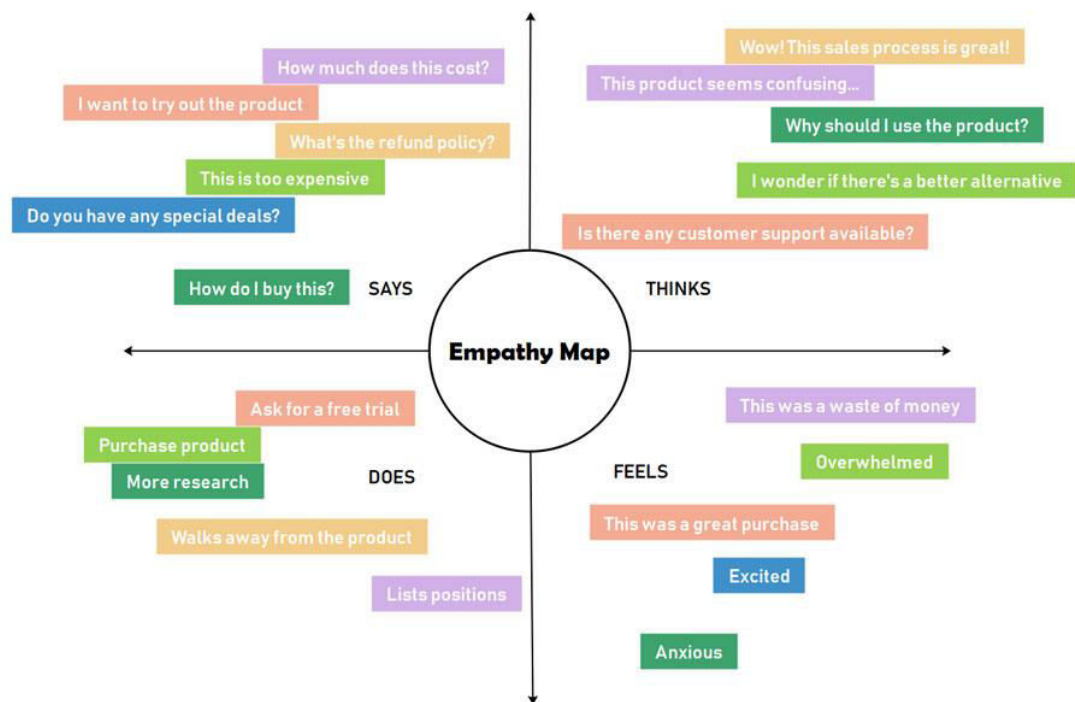 How much does this cost?
I want to try out the product
What's the refund policy?
This is too expensive
Do you have any special deals?
How do I buy this?
SAYS
Wow! This sales process is great!
This product seems confusing...
Why should I use the product?
I wonder if there's a better alternative
Is there any customer support available?
THINKS
Empathy Map
Ask for a free trial
Purchase product
More research
DOES
Walks away from the product
Lists positions
This was a waste of money
Overwhelmed
FEELS
This was a great purchase
Excited
Anxious